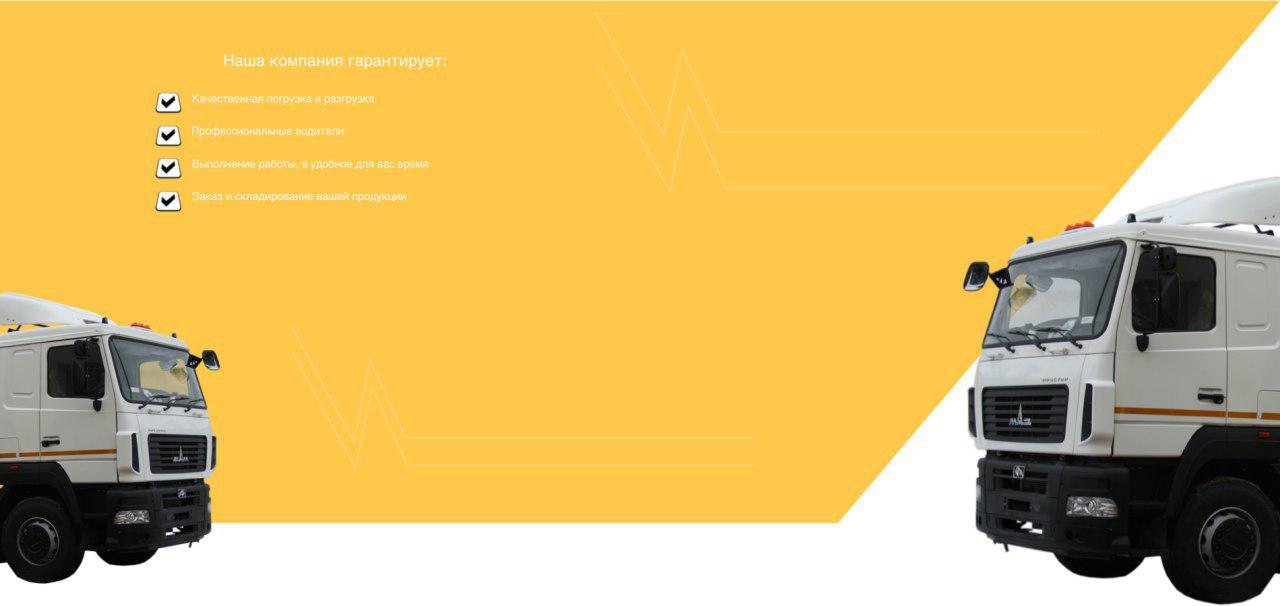 Наша компания гарантирует:
Качественная погрузка и разгрузка
Профессиональные водители
Выполнение работы, в удобное для вас время
Заказ и складирование вашей продукции